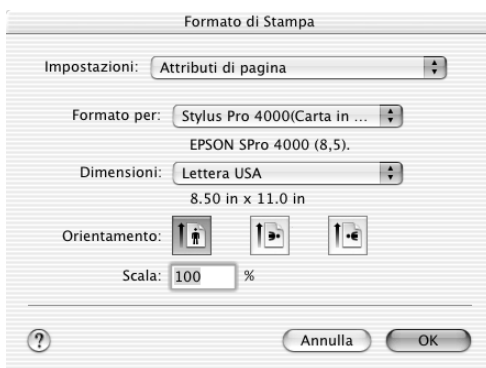 Formato di Stampa
Impostazioni: Attributi di pagina
Formato per: Stylus Pro 4000(Carta in ...
EPSON SPro 4000 (8,5).
Dimensioni: Lettera USA
8.50 in x 11.0 in
Orientamento:
Scala: 100 %
? Annulla OK